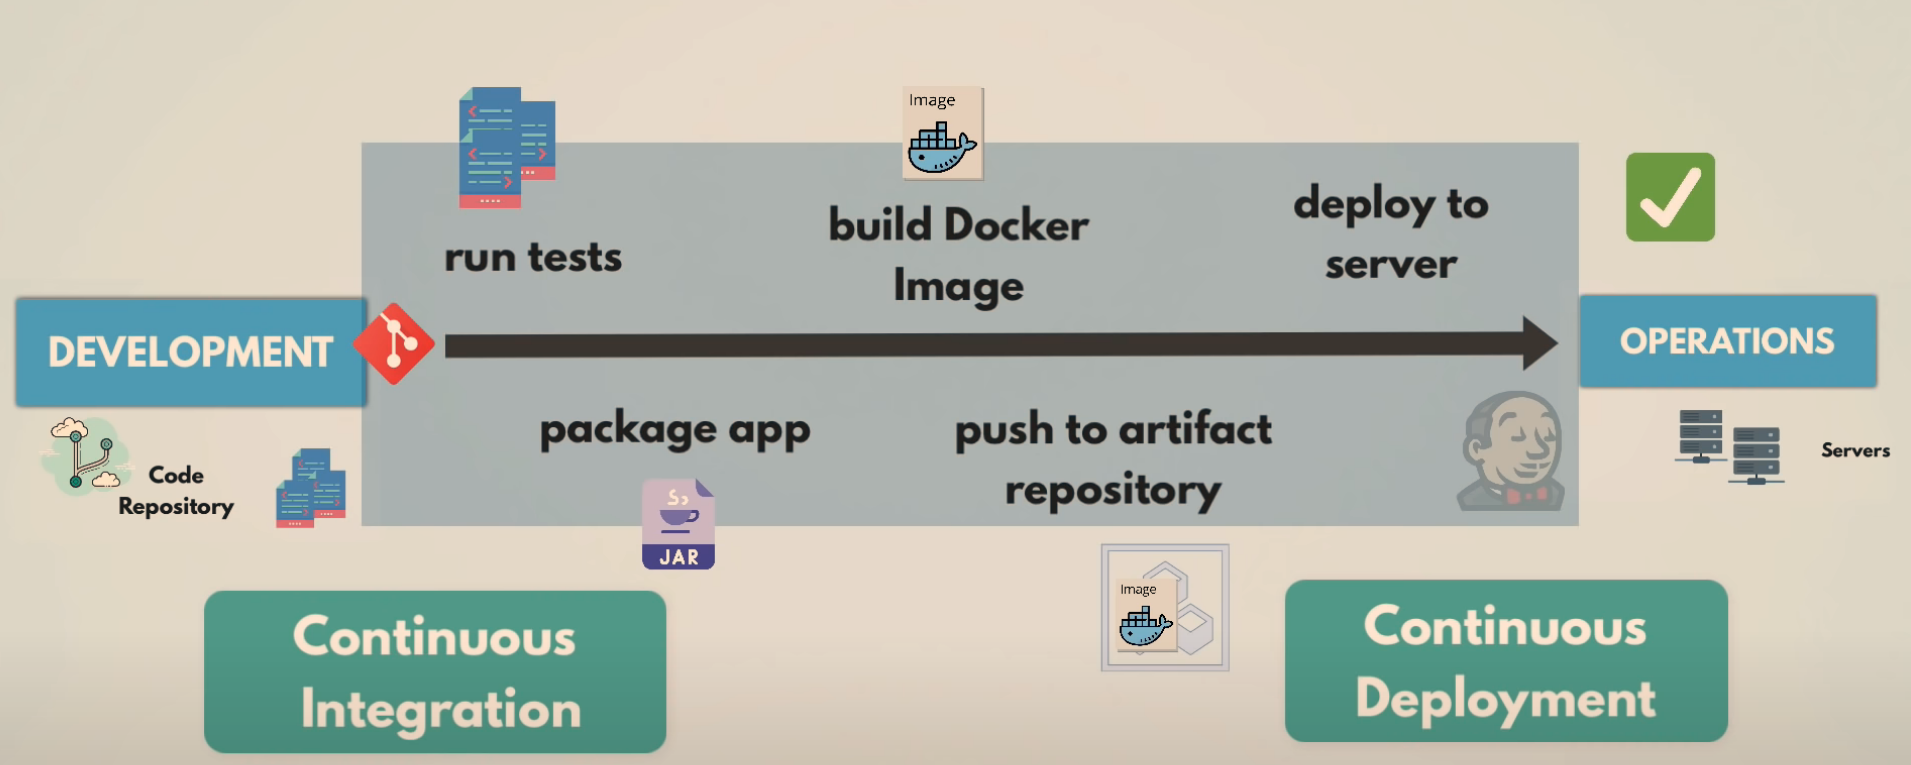 Image
run tests
build Docker
Image
deploy to
server
DEVELOPMENT
OPERATIONS
package app
push to artifact
repository
Code
Repository
Servers
JAR
Image
Continuous
Integration
Continuous
Deployment